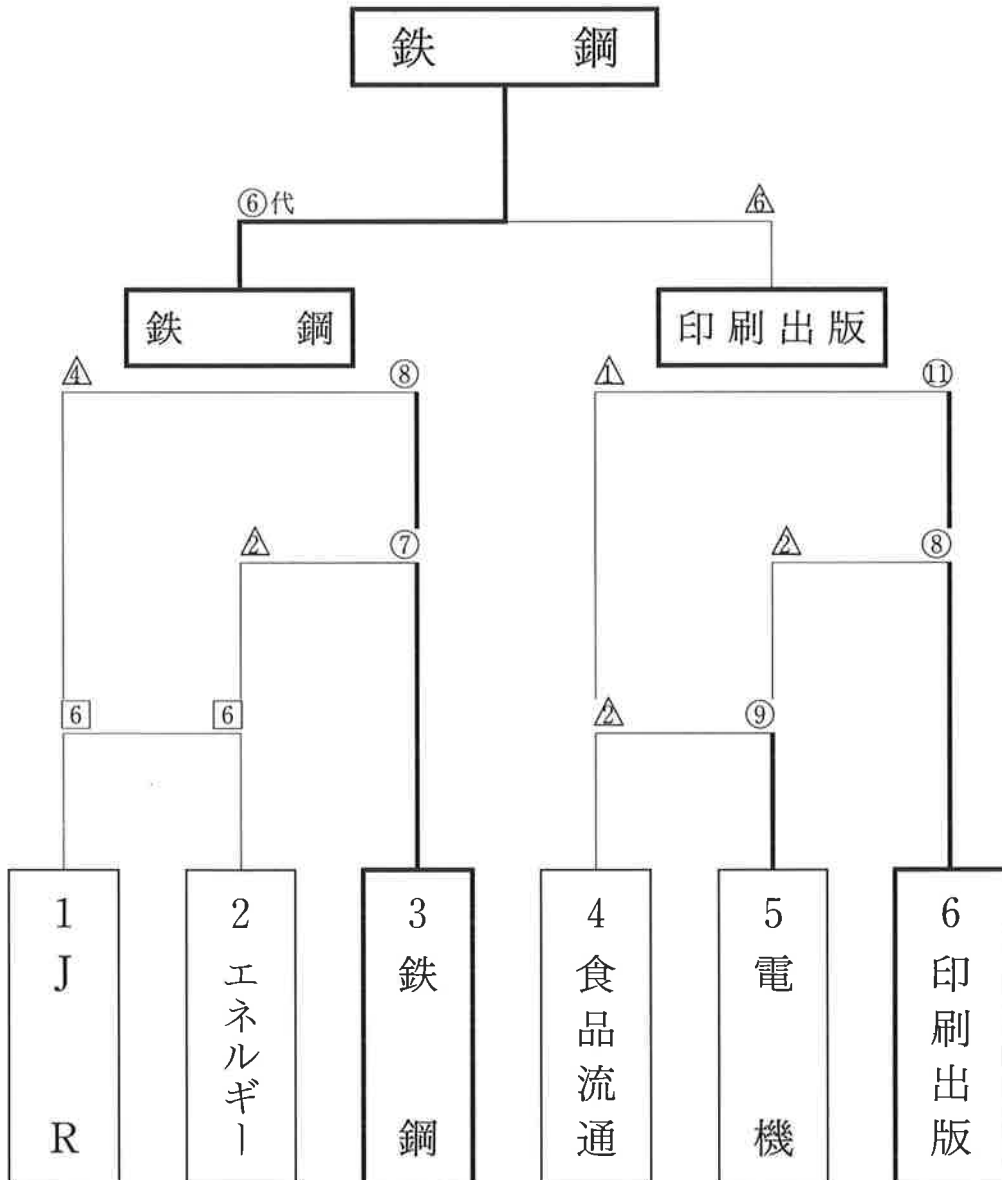 鉄 鋼
⑥代 6
鉄 鋼
印刷出版
4 ⑧ 1 ⑪
2 ⑦ 2 ⑧
6 6 2 ⑨
1 JR
2 エネルギー
3 鉄鋼
4 食品流通
5 電機
6 印刷出版